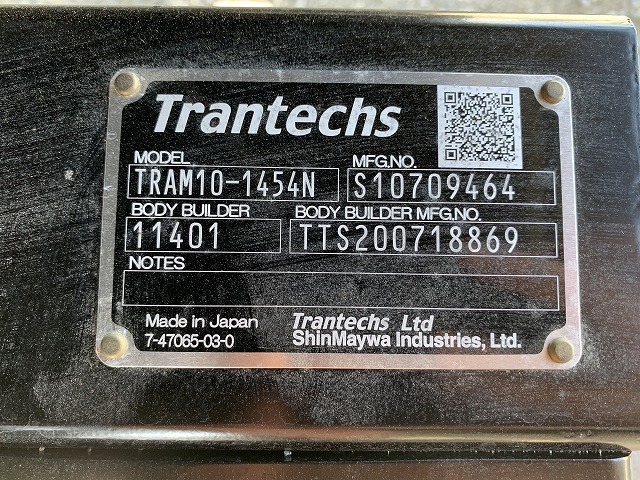 Trantechs
MODEL MFG.NO.
TRAM10-1454N S10709464
BODY BUILDER BODY BUILDER MFG.NO.
11401 TTS200718869
NOTES
Made in Japan Trantechs Ltd
7-47065-03-0 ShinMaywa Industries, Ltd.